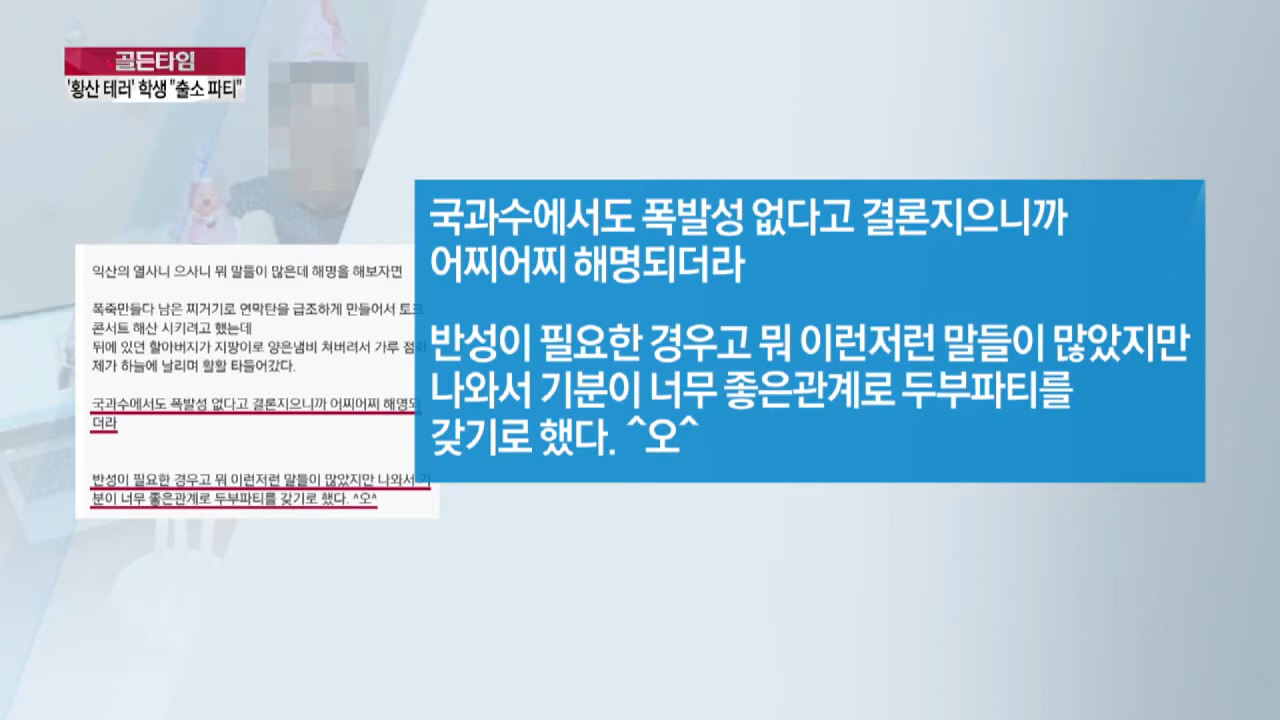 골든타임
'황산 테러' 학생 "출소 파티"
국과수에서도 폭발성 없다고 결론지으니까
어찌어찌 해명되더라
반성이 필요한 경우고 뭐 이런저런 말들이 많았지만
나와서 기분이 너무 좋은관계로 두부파티를
갖기로 했다. ^오^
익산의 열사니 으사니 뭐 말들이 많은데 해명을 해보자면
폭죽만들다 남은 찌거기로 연막탄을 급조하게 만들어서 토크
콘서트 해산 시키려고 했는데
뒤에 있던 할아버지가 지팡이로 양은냄비 쳐버려서 가루 점화
제가 하늘에 날리며 활활 타들어갔다.
국과수에서도 폭발성 없다고 결론지으니까 어찌어찌 해명되
더라
반성이 필요한 경우고 뭐 이런저런 말들이 많았지만 나와서 기
분이 너무 좋은관계로 두부파티를 갖기로 했다. ^오^